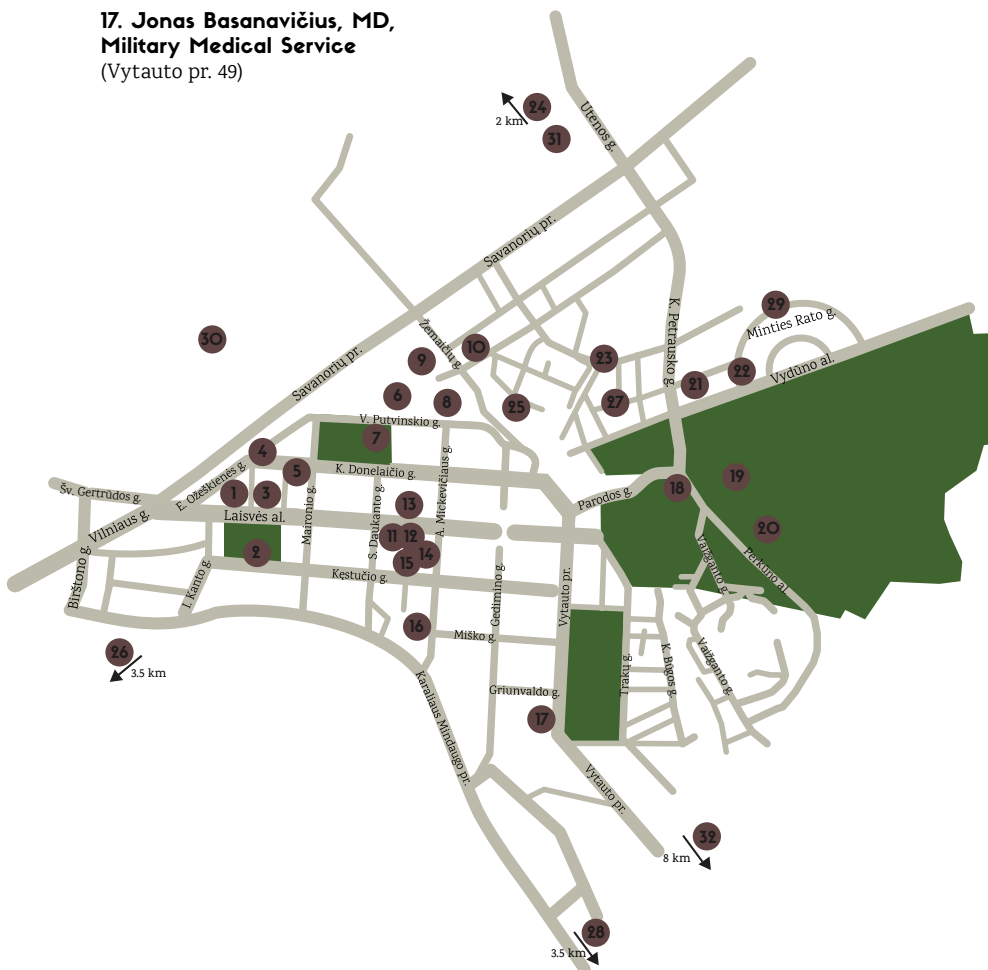 17. Jonas Basanavičius, MD,
Military Medical Service
(Vytauto pr. 49)
24
2 km
31
Utenos g.
Savanorių pr.
29
Minties Rato g.
K. Petrausko g.
30
Žemaičių g.
10
9
23
22
Vydūno al.
21
Savanorių pr.
6
8
25
27
V. Putvinskio g.
7
4
5
K. Donelaičio g.
E. Ožeškienės g.
A. Mickevičiaus g.
19
18
Šv. Gertrūdos g.
1
3
Parodos g.
13
Maironio g.
Laisvės al.
S. Daukanto g.
Vilniaus g.
20
11
12
14
15
2
Vaižganto g.
Perkūno al.
Birštono g.
I. Kanto g.
Kęstučio g.
Gedimino g.
Vytauto pr.
16
Miško g.
26
3.5 km
Trakų g.
K. Būgos g.
Vaižganto g.
Griunvaldo g.
17
Karaliaus Mindaugo pr.
Vytauto pr.
32
8 km
28
3.5 km